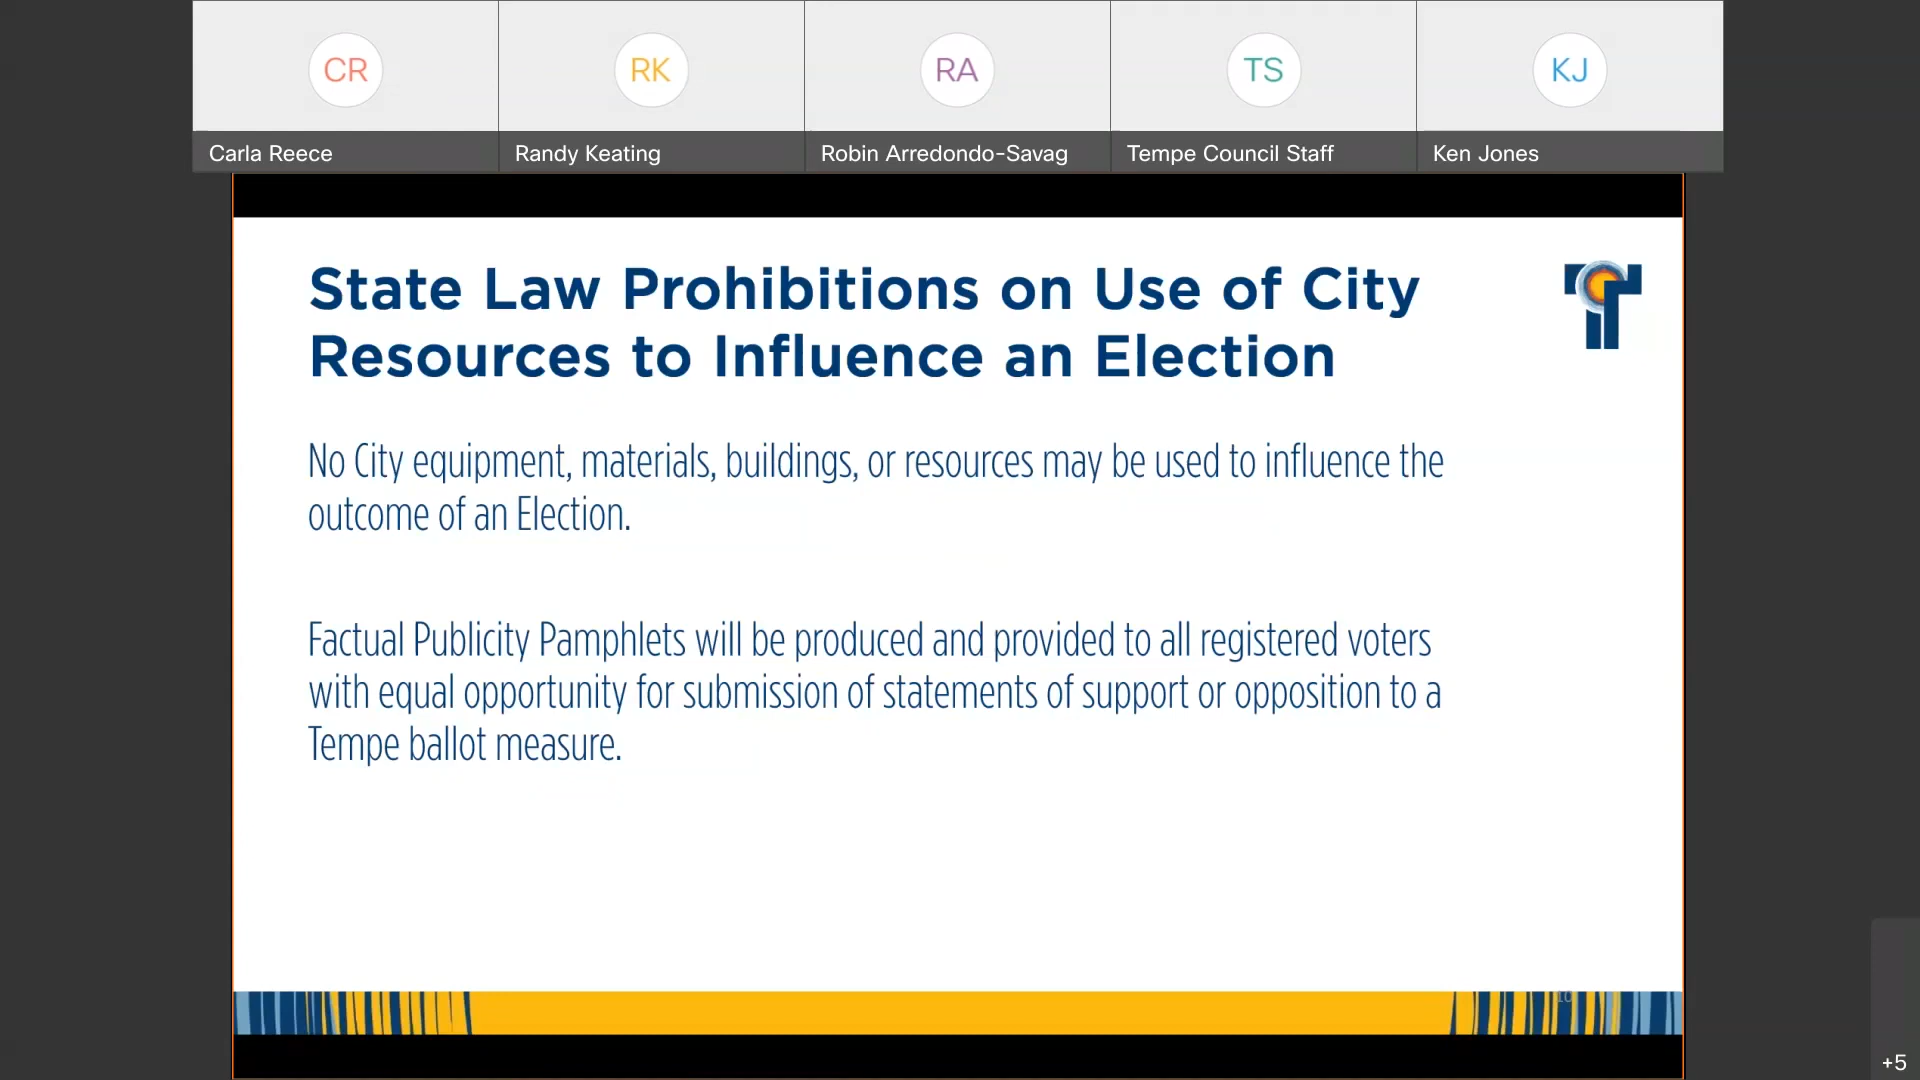 CR
RK
RA
TS
KJ
Carla Reece
Randy Keating
Robin Arredondo-Savag
Tempe Council Staff
Ken Jones
State Law Prohibitions on Use of City
Resources to Influence an Election
No City equipment, materials, buildings, or resources may be used to influence the
outcome of an Election.
Factual Publicity Pamphlets will be produced and provided to all registered voters
with equal opportunity for submission of statements of support or opposition to a
Tempe ballot measure.
10
+5